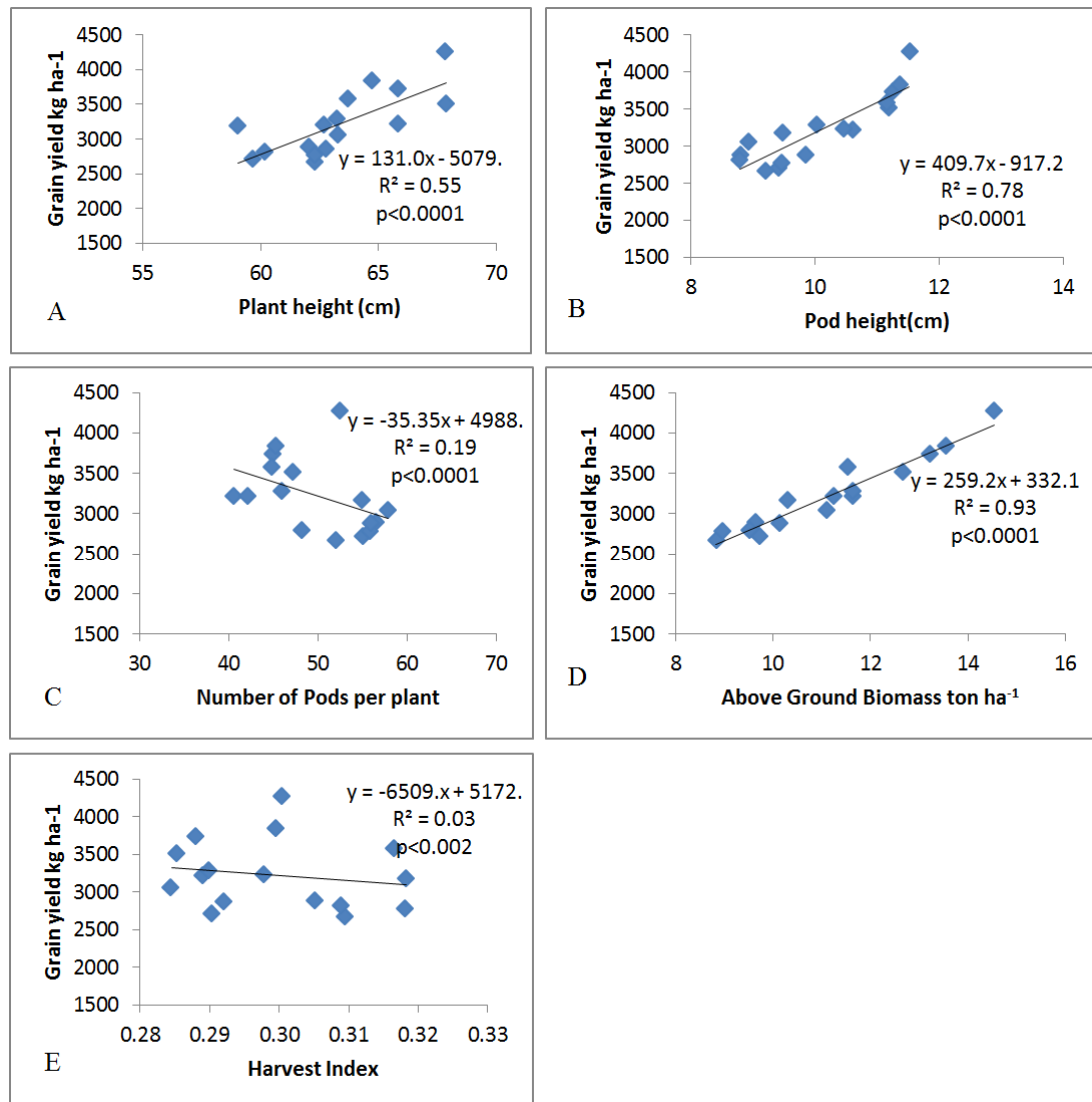 4500
4000
3500
3000
2500
2000
1500
Grain yield kg ha-1
y = 131.0x - 5079.
R² = 0.55
p<0.0001
55 60 65 70
Plant height (cm)
A
4500
4000
3500
3000
2500
2000
1500
Grain yield kg ha-1
y = 409.7x - 917.2
R² = 0.78
p<0.0001
8 10 12 14
Pod height(cm)
B
4500
4000
3500
3000
2500
2000
1500
Grain yield kg ha-1
y = -35.35x + 4988.
R² = 0.19
p<0.0001
30 40 50 60 70
Number of Pods per plant
C
4500
4000
3500
3000
2500
2000
1500
Grain yield kg ha-1
y = 259.2x + 332.1
R² = 0.93
p<0.0001
8 10 12 14 16
Above Ground Biomass ton ha⁻¹
D
4500
4000
3500
3000
2500
2000
1500
Grain yield kg ha-1
y = -6509.x + 5172.
R² = 0.03
p<0.002
0.28 0.29 0.30 0.31 0.32 0.33
Harvest Index
E